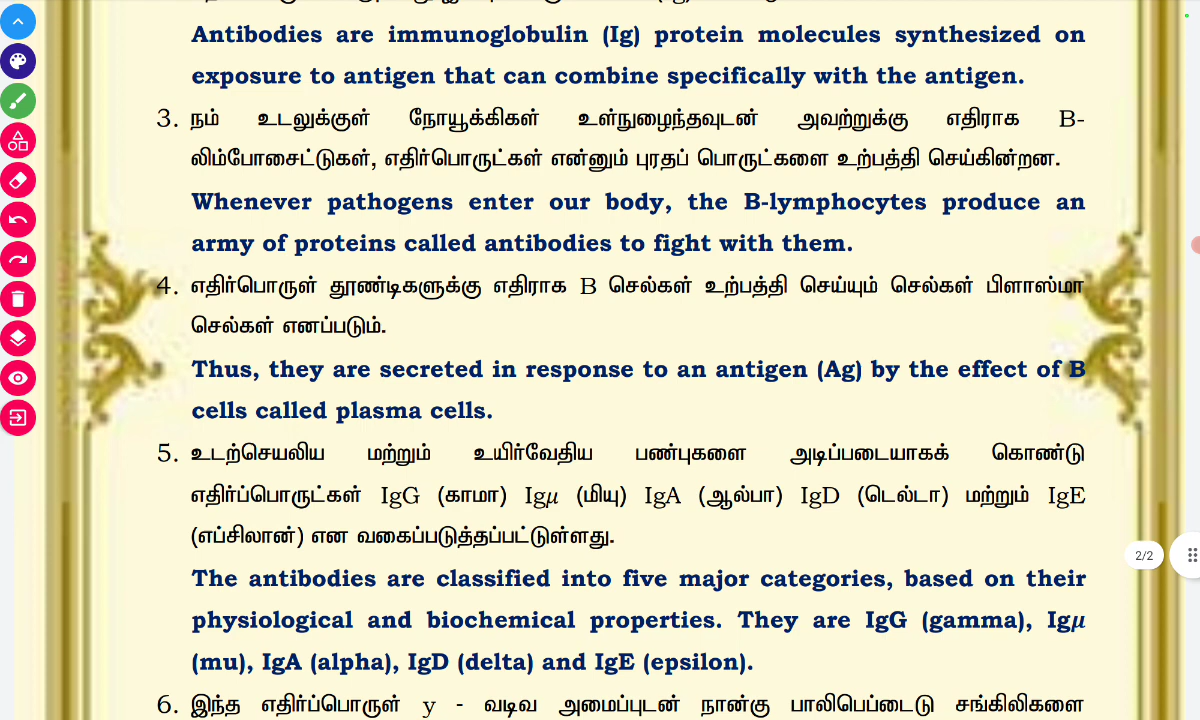 Antibodies are immunoglobulin (Ig) protein molecules synthesized on
exposure to antigen that can combine specifically with the antigen.
3. நம் உடலுக்குள் நோயூக்கிகள் உள்நுழைந்தவுடன் அவற்றுக்கு எதிராக B-
லிம்போசைட்டுகள், எதிர்பொருட்கள் என்னும் புரதப் பொருட்களை உற்பத்தி செய்கின்றன.
Whenever pathogens enter our body, the B-lymphocytes produce an
army of proteins called antibodies to fight with them.
4. எதிர்பொருள் தூண்டிகளுக்கு எதிராக B செல்கள் உற்பத்தி செய்யும் செல்கள் பிளாஸ்மா
செல்கள் எனப்படும்.
Thus, they are secreted in response to an antigen (Ag) by the effect of B
cells called plasma cells.
5. உடற்செயலிய மற்றும் உயிர்வேதிய பண்புகளை அடிப்படையாகக் கொண்டு
எதிர்ப்பொருட்கள் IgG (காமா) Igμ (மியு) IgA (ஆல்பா) IgD (டெல்டா) மற்றும் IgE
(எப்சிலான்) என வகைப்படுத்தப்பட்டுள்ளது.
2/2
The antibodies are classified into five major categories, based on their
physiological and biochemical properties. They are IgG (gamma), Igμ
(mu), IgA (alpha), IgD (delta) and IgE (epsilon).
6. இந்த எதிர்ப்பொருள் y - வடிவ அமைப்புடன் நான்கு பாலிபெப்டைடு சங்கிலிகளை